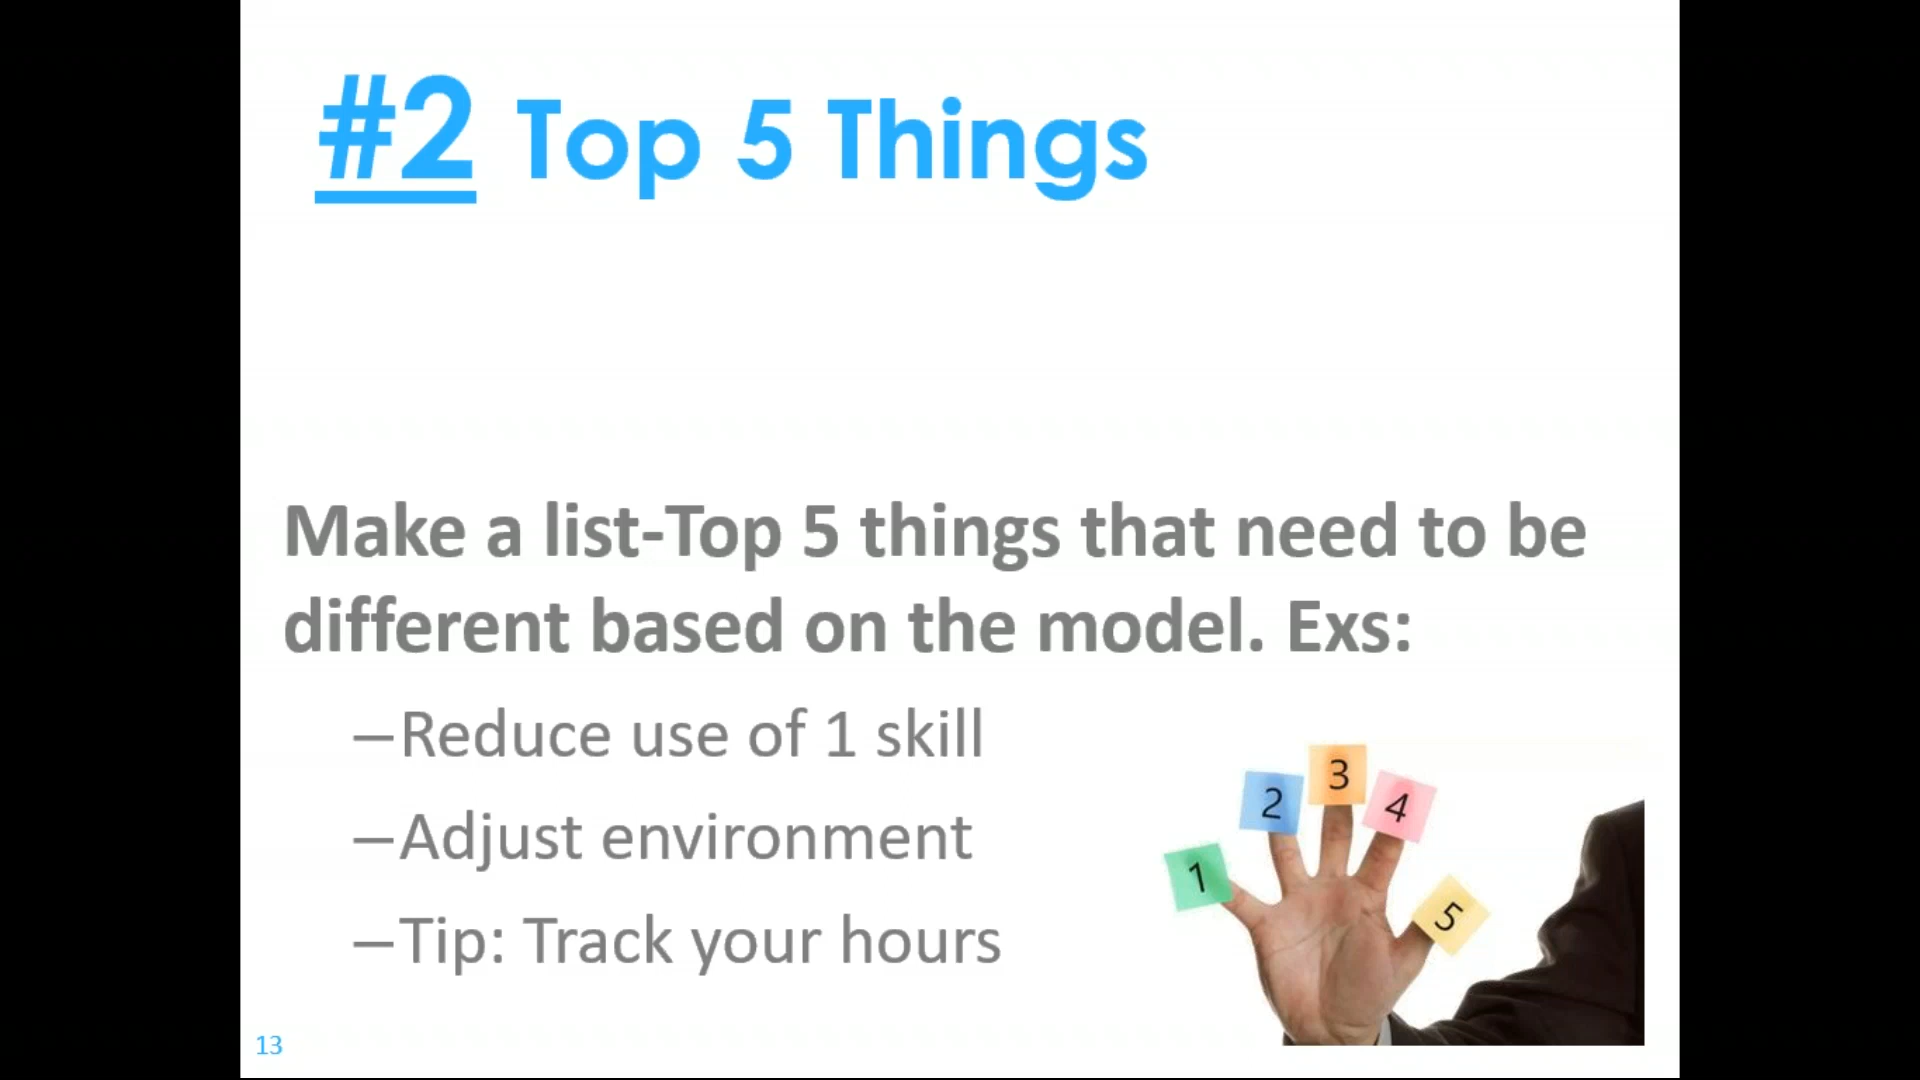 #2 Top 5 Things
Make a list-Top 5 things that need to be
different based on the model. Exs:
–Reduce use of 1 skill
–Adjust environment
–Tip: Track your hours
1
2
3
4
5
13